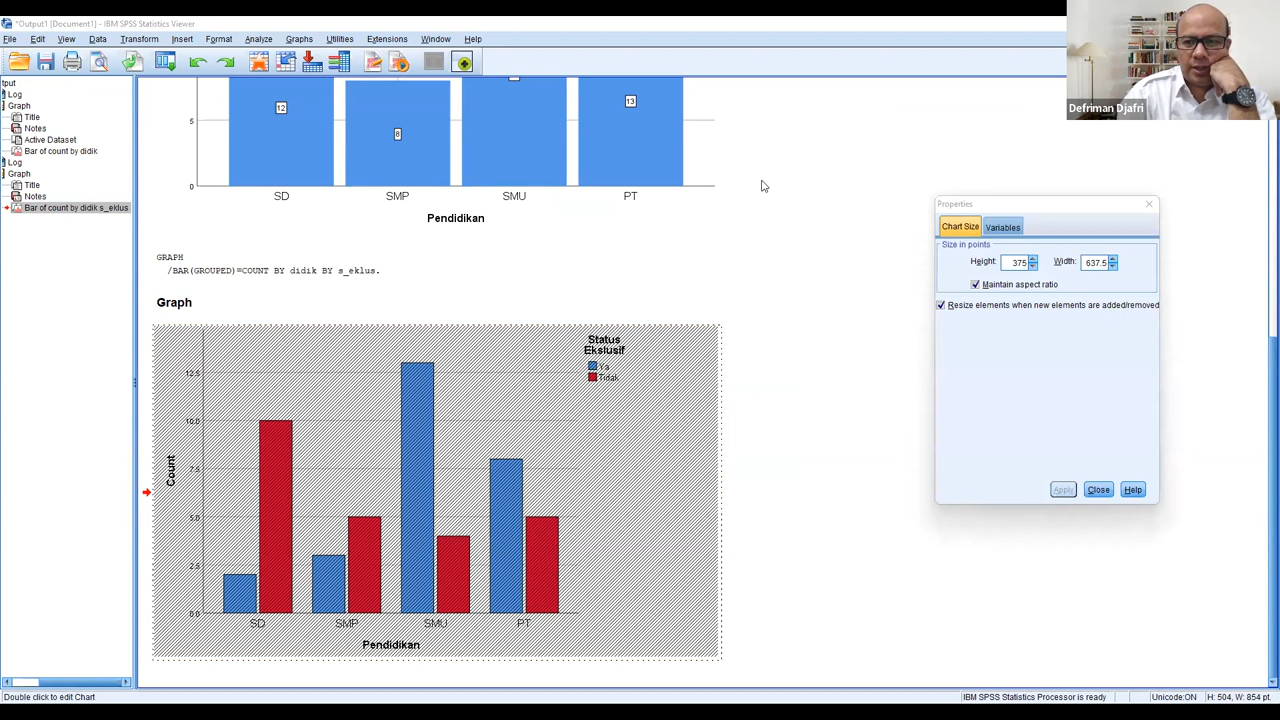 *Output1 [Document1] - IBM SPSS Statistics Viewer
File Edit View Data Transform Insert Format Analyze Graphs Utilities Extensions Window Help
Defriman Djafri
tput
Log
Graph
Title
Notes
Active Dataset
Bar of count by didik
Log
Graph
Title
Notes
Bar of count by didik s_eklus
5
0
12
8
13
SD SMP SMU PT
Pendidikan
GRAPH
/BAR(GROUPED)=COUNT BY didik BY s_eklus.
Graph
Status
Ekslusif
Ya
Tidak
12.5
10.0
7.5
5.0
2.5
0.0
Count
SD SMP SMU PT
Pendidikan
Properties
Chart Size Variables
Size in points
Height: 375 Width: 637.5
Maintain aspect ratio
Resize elements when new elements are added/removed
Apply Close Help
Double click to edit Chart
IBM SPSS Statistics Processor is ready Unicode:ON H: 504, W: 854 pt.